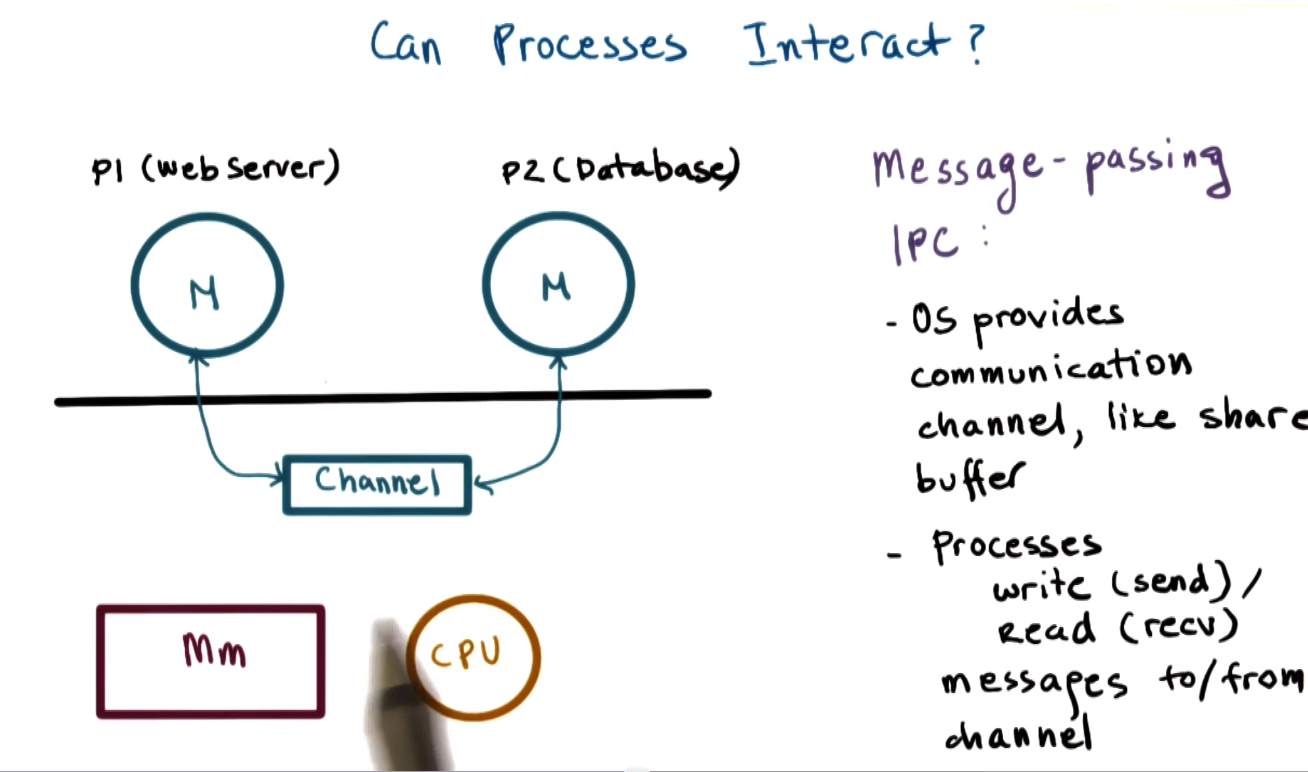 Can Processes Interact?
P1 (web server)
P2 (Database)
M
M
Channel
Mm
CPU
Message-passing
IPC:
- OS provides
communication
channel, like share
buffer
- Processes
write (send) /
Read (recv)
messages to/from
channel